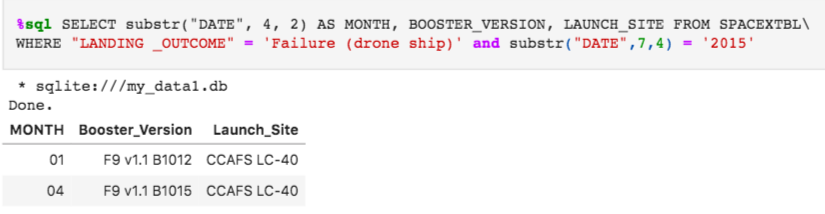 %sql SELECT substr("DATE", 4, 2) AS MONTH, BOOSTER_VERSION, LAUNCH_SITE FROM SPACEXTBL\
WHERE "LANDING _OUTCOME" = 'Failure (drone ship)' and substr("DATE",7,4) = '2015'
* sqlite:///my_data1.db
Done.
MONTH Booster_Version Launch_Site
01 F9 v1.1 B1012 CCAFS LC-40
04 F9 v1.1 B1015 CCAFS LC-40